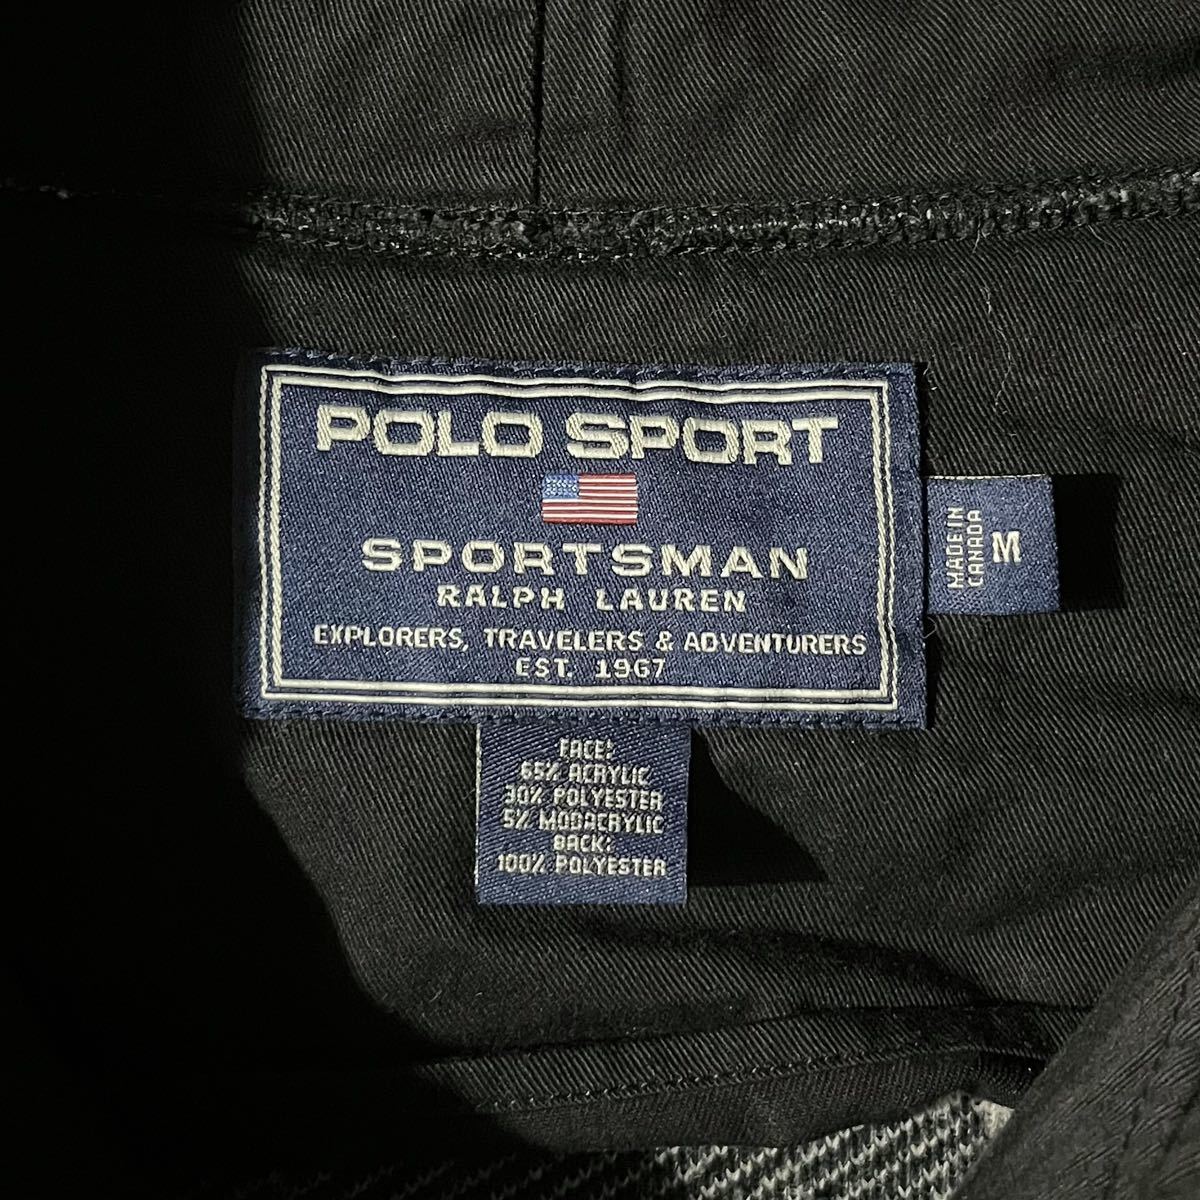 POLO SPORT
SPORTSMAN
RALPH LAUREN
EXPLORERS, TRAVELERS & ADVENTURERS
EST. 1967
MADE IN
CANADA
M
FACE:
65% ACRYLIC
30% POLYESTER
5% MODACRYLIC
BACK:
100% POLYESTER